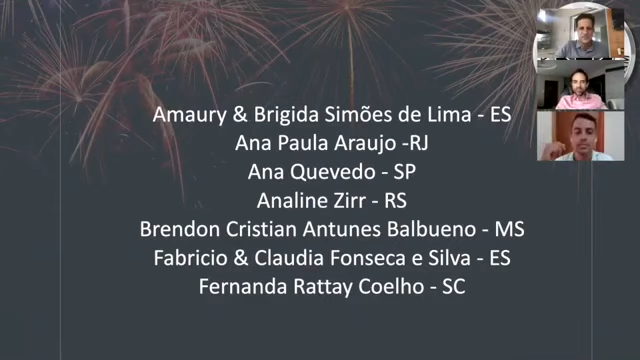 Amaury & Brigida Simões de Lima - ES
Ana Paula Araujo -RJ
Ana Quevedo - SP
Analine Zirr - RS
Brendon Cristian Antunes Balbueno - MS
Fabricio & Claudia Fonseca e Silva - ES
Fernanda Rattay Coelho - SC